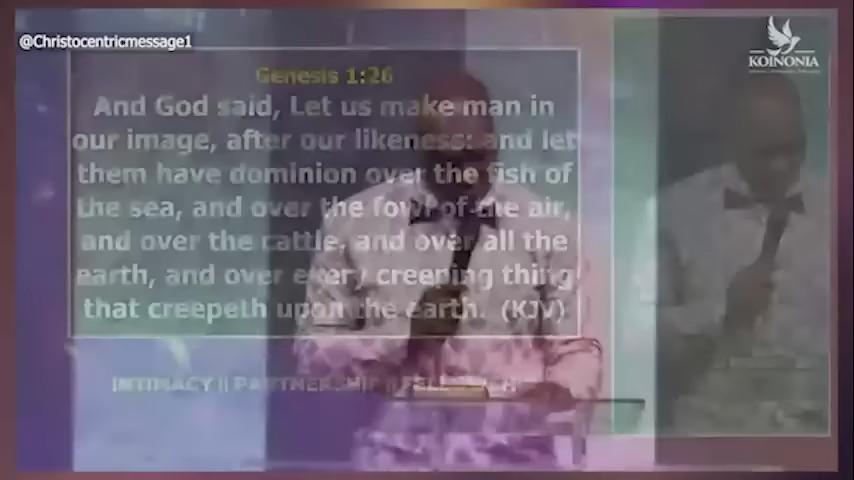 @Christocentricmessage1
KOINONIA
Genesis 1:26
And God said, Let us make man in
our image, after our likeness: and let
them have dominion over the fish of
the sea, and over the fowl of the air,
and over the cattle, and over all the
earth, and over every creeping thing
that creepeth upon the earth. (KJV)
INTIMACY || PARTNERSHIP ||